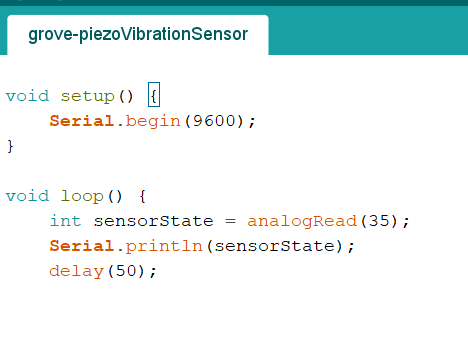 grove-piezoVibrationSensor
void setup() {
    Serial.begin(9600);
}
void loop() {
    int sensorState = analogRead(35);
    Serial.println(sensorState);
    delay(50);